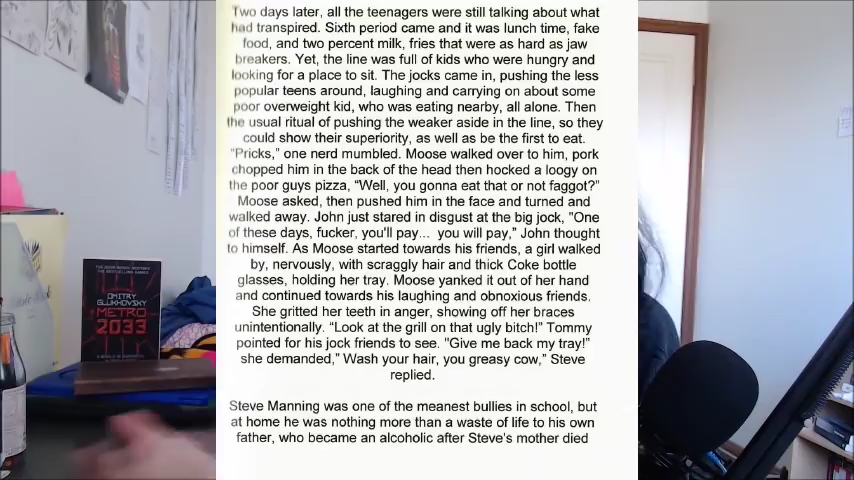 Two days later, all the teenagers were still talking about what
had transpired. Sixth period came and it was lunch time, fake
food, and two percent milk, fries that were as hard as jaw
breakers. Yet, the line was full of kids who were hungry and
looking for a place to sit. The jocks came in, pushing the less
popular teens around, laughing and carrying on about some
poor overweight kid, who was eating nearby, all alone. Then
the usual ritual of pushing the weaker aside in the line, so they
could show their superiority, as well as be the first to eat.
"Pricks," one nerd mumbled. Moose walked over to him, pork
chopped him in the back of the head then hocked a loogy on
the poor guys pizza, "Well, you gonna eat that or not faggot?"
Moose asked, then pushed him in the face and turned and
walked away. John just stared in disgust at the big jock, "One
of these days, fucker, you'll pay... you will pay," John thought
to himself. As Moose started towards his friends, a girl walked
by, nervously, with scraggly hair and thick Coke bottle
glasses, holding her tray. Moose yanked it out of her hand
and continued towards his laughing and obnoxious friends.
She gritted her teeth in anger, showing off her braces
unintentionally. "Look at the grill on that ugly bitch!" Tommy
pointed for his jock friends to see. "Give me back my tray!"
she demanded," Wash your hair, you greasy cow," Steve
replied.
Steve Manning was one of the meanest bullies in school, but
at home he was nothing more than a waste of life to his own
father, who became an alcoholic after Steve's mother died
DMITRY
GLUKHOVSKY
METRO
2033